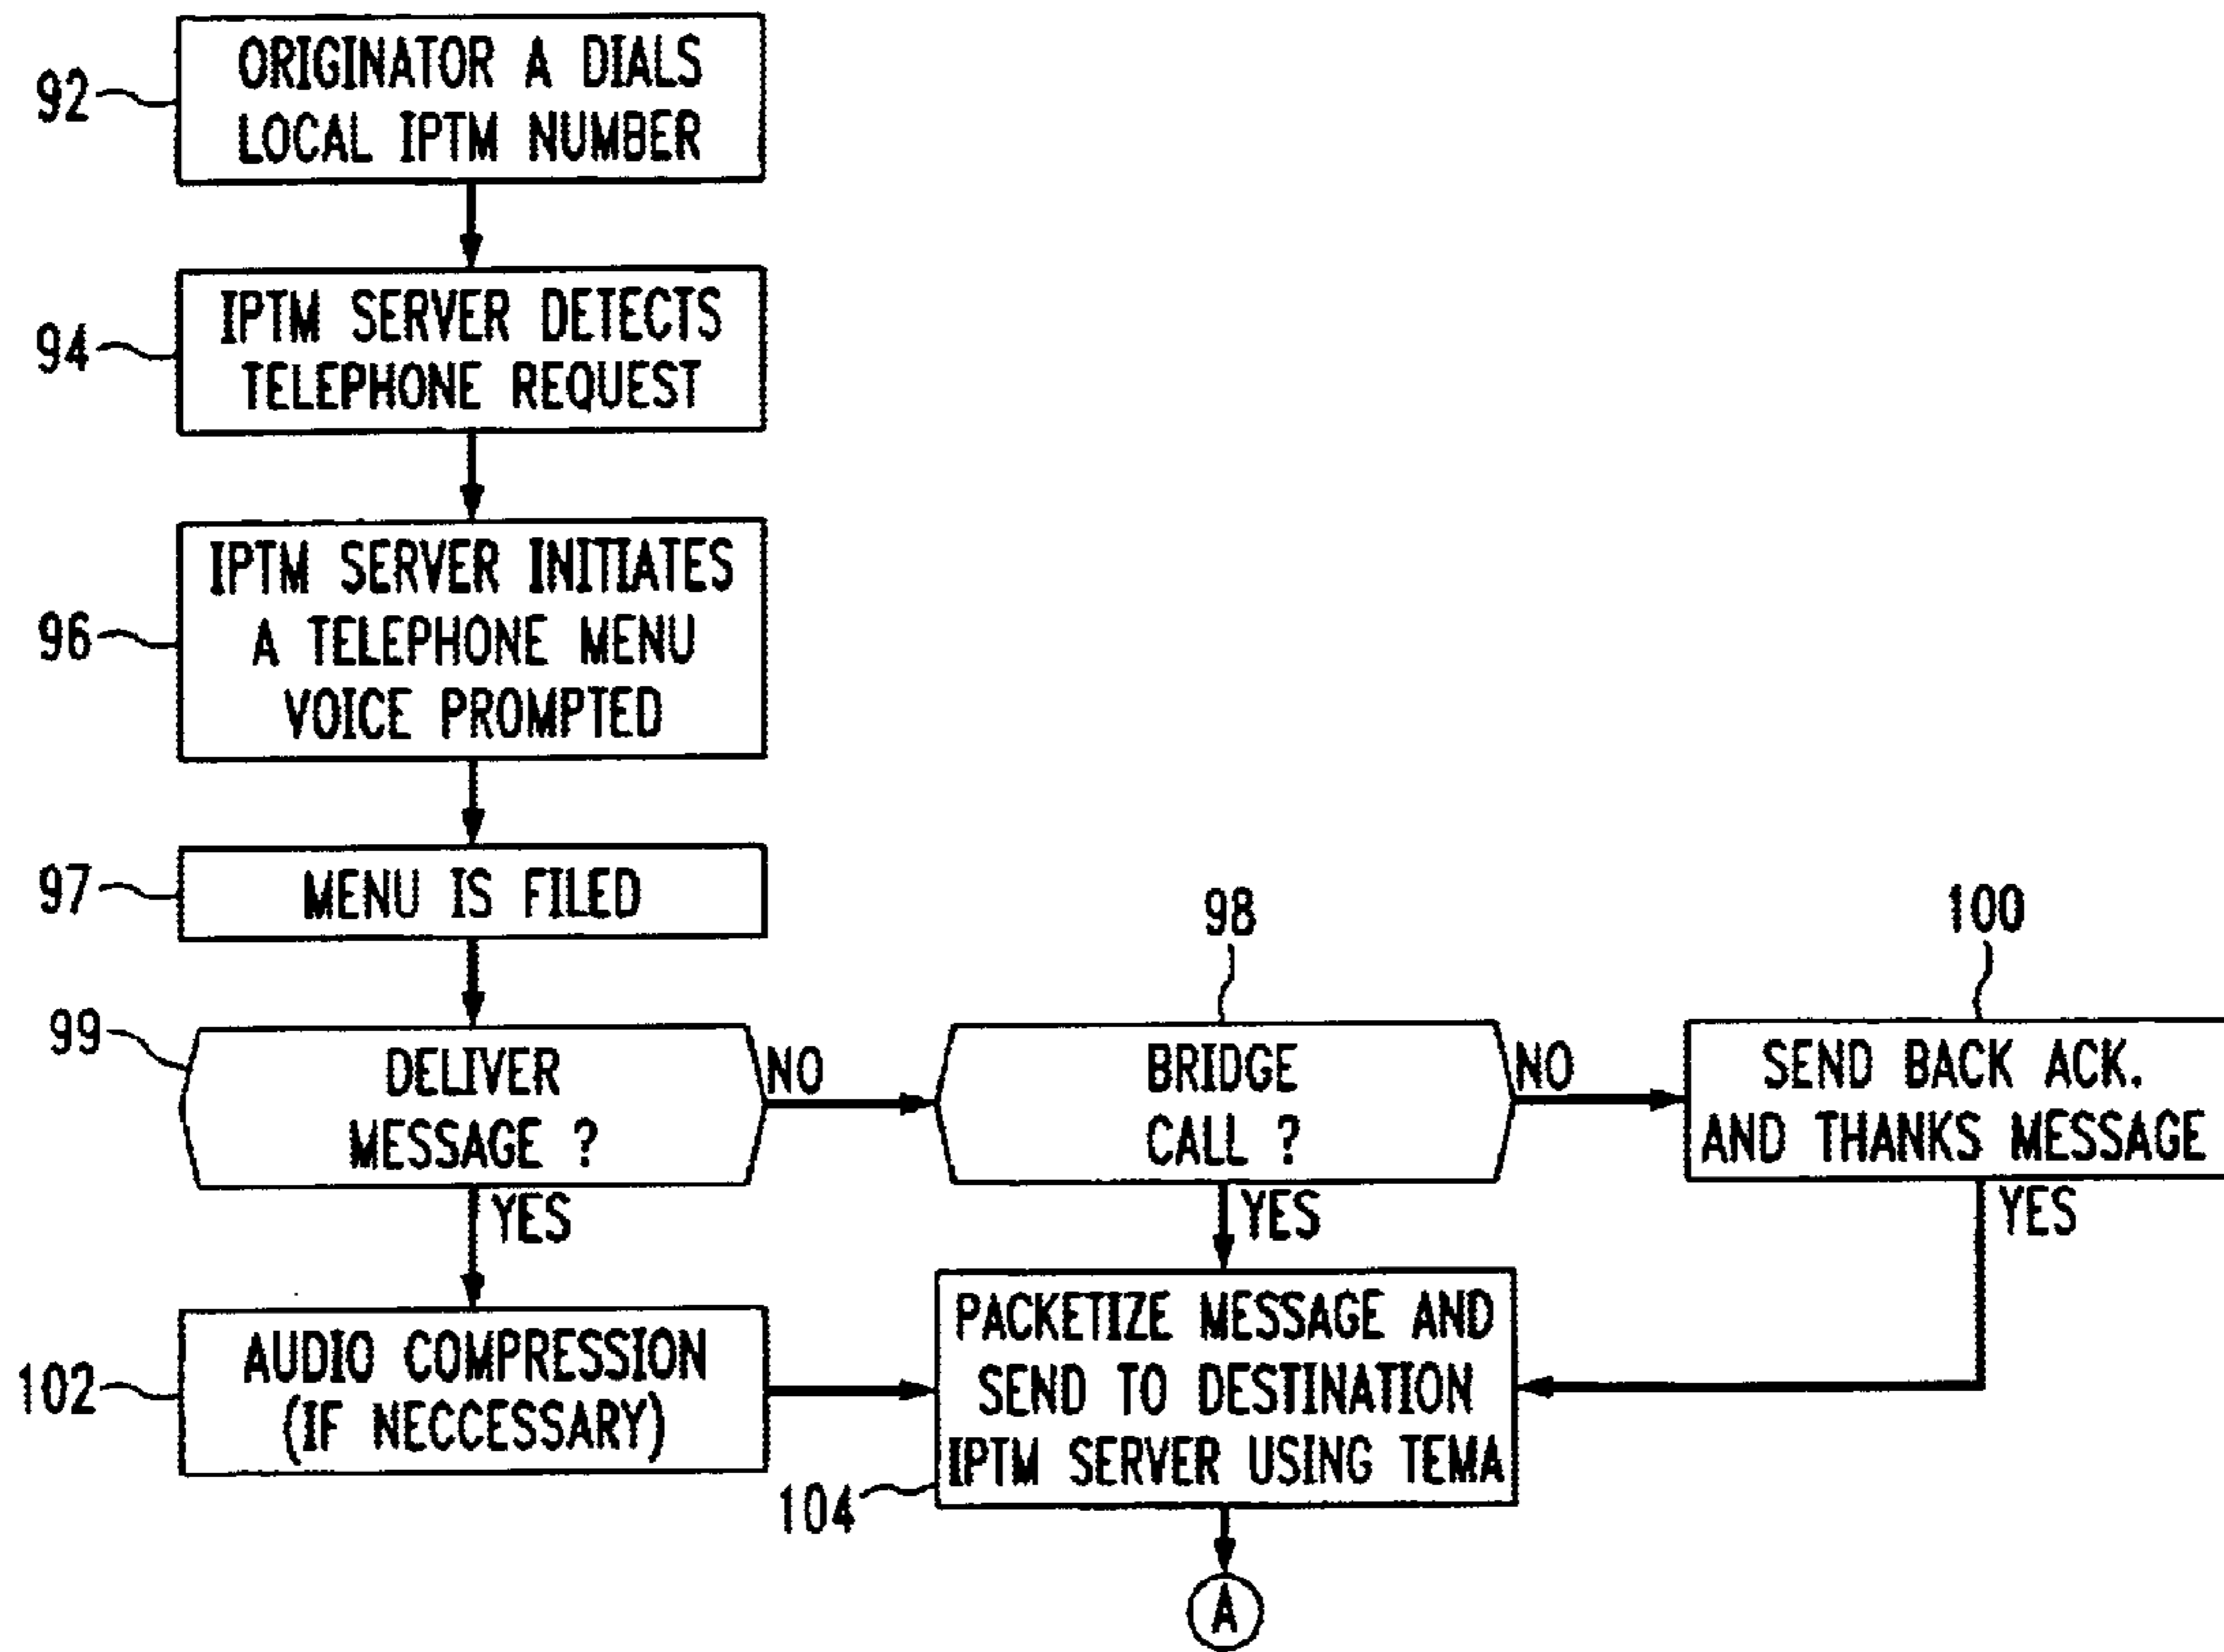 92
ORIGINATOR A DIALS
LOCAL IPTM NUMBER
94
IPTM SERVER DETECTS
TELEPHONE REQUEST
96
IPTM SERVER INITIATES
A TELEPHONE MENU
VOICE PROMPTED
97
MENU IS FILED
99
DELIVER
MESSAGE ?
NO
YES
98
BRIDGE
CALL ?
NO
YES
100
SEND BACK ACK.
AND THANKS MESSAGE
YES
102
AUDIO COMPRESSION
(IF NECCESSARY)
104
PACKETIZE MESSAGE AND
SEND TO DESTINATION
IPTM SERVER USING TEMA
A